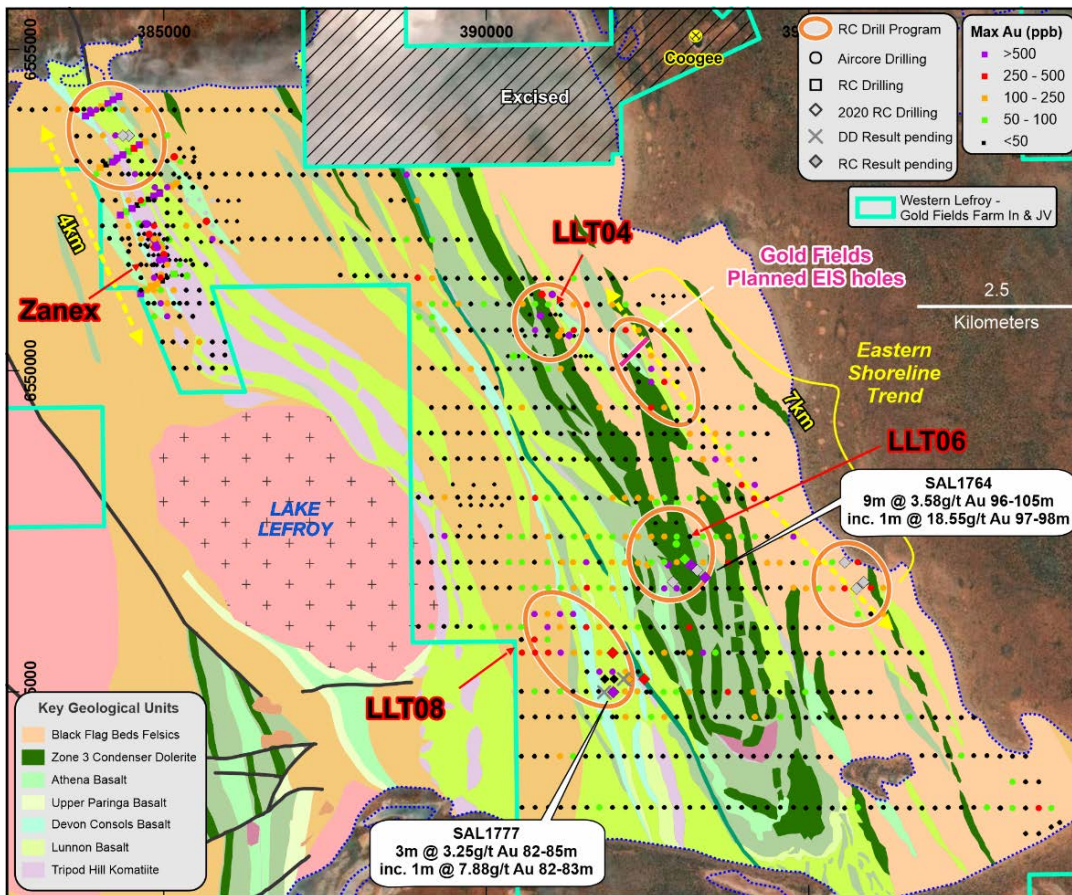 385000
390000
6555000
6550000
5000
Coogee
Excised
RC Drill Program
Aircore Drilling
RC Drilling
2020 RC Drilling
DD Result pending
RC Result pending
Max Au (ppb)
>500
250 - 500
100 - 250
50 - 100
<50
Western Lefroy -
Gold Fields Farm In & JV
4km
Zanex
LLT04
Gold Fields
Planned EIS holes
2.5
Kilometers
Eastern
Shoreline
Trend
7km
LLT06
SAL1764
9m @ 3.58g/t Au 96-105m
inc. 1m @ 18.55g/t Au 97-98m
LAKE
LEFROY
LLT08
SAL1777
3m @ 3.25g/t Au 82-85m
inc. 1m @ 7.88g/t Au 82-83m
Key Geological Units
Black Flag Beds Felsics
Zone 3 Condenser Dolerite
Athena Basalt
Upper Paringa Basalt
Devon Consols Basalt
Lunnon Basalt
Tripod Hill Komatiite